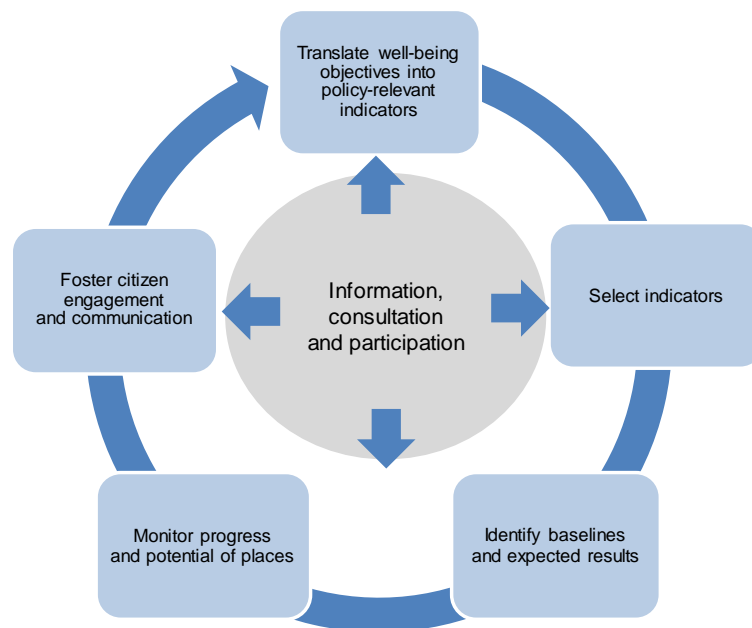 Translate well-being
objectives into
policy-relevant
indicators
Foster citizen
engagement
and communication
Information,
consultation
and participation
Select indicators
Monitor progress
and potential of places
Identify baselines
and expected results